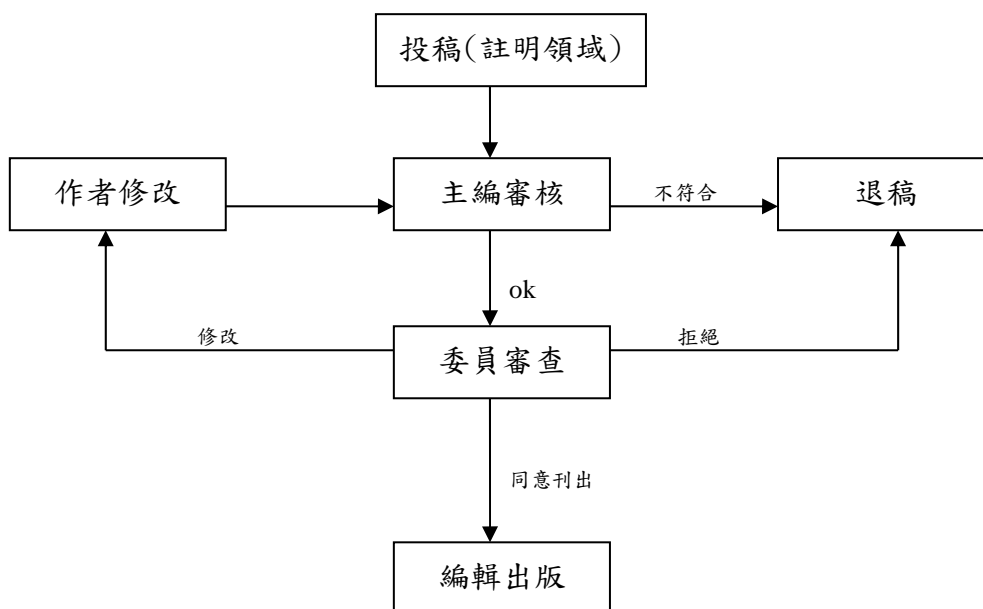 投稿(註明領域)
作者修改
主編審核
不符合
退稿
ok
修改
委員審查
拒絕
同意刊出
編輯出版